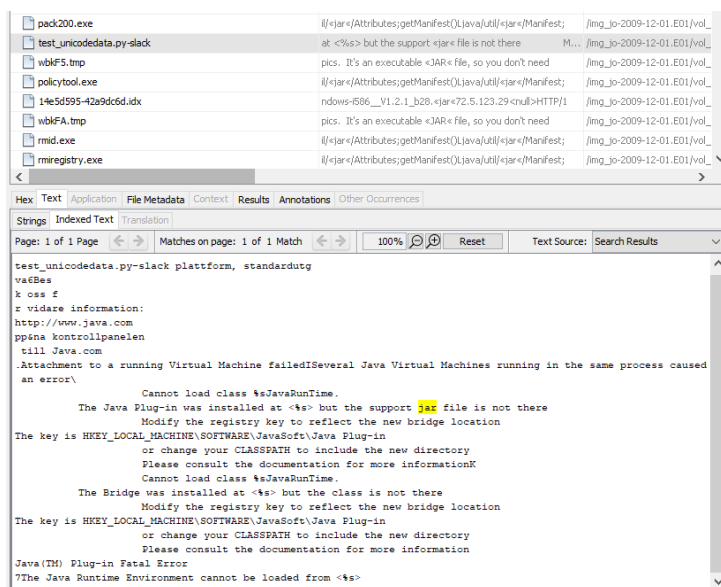 pack200.exe il/«jar«/Attributes;getManifest()Ljava/util/«jar«/Manifest; /img_jo-2009-12-01.E01/vol_
test_unicodedata.py-slack at <%s> but the support «jar« file is not there M... /img_jo-2009-12-01.E01/vol_
wbkF5.tmp pics. It's an executable «JAR« file, so you don't need /img_jo-2009-12-01.E01/vol_
policytool.exe il/«jar«/Attributes;getManifest()Ljava/util/«jar«/Manifest; /img_jo-2009-12-01.E01/vol_
14e5d595-42a9dc6d.idx ndows-i586__V1.2.1_b28.«jar«72.5.123.29<null>HTTP/1 /img_jo-2009-12-01.E01/vol_
wbkFA.tmp pics. It's an executable «JAR« file, so you don't need /img_jo-2009-12-01.E01/vol_
rmid.exe il/«jar«/Attributes;getManifest()Ljava/util/«jar«/Manifest; /img_jo-2009-12-01.E01/vol_
rmiregistry.exe il/«jar«/Attributes;getManifest()Ljava/util/«jar«/Manifest; /img_jo-2009-12-01.E01/vol_
Hex Text Application File Metadata Context Results Annotations Other Occurrences
Strings Indexed Text Translation
Page: 1 of 1 Page Matches on page: 1 of 1 Match 100% Reset Text Source: Search Results
test_unicodedata.py-slack plattform, standardutg
va6Bes
k oss f
r vidare information:
http://www.java.com
pp&na kontrollpanelen
till Java.com
.Attachment to a running Virtual Machine failedISeveral Java Virtual Machines running in the same process caused
an error\
Cannot load class %sJavaRunTime.
The Java Plug-in was installed at <%s> but the support jar file is not there
Modify the registry key to reflect the new bridge location
The key is HKEY_LOCAL_MACHINE\SOFTWARE\JavaSoft\Java Plug-in
or change your CLASSPATH to include the new directory
Please consult the documentation for more informationK
Cannot load class %sJavaRunTime.
The Bridge was installed at <%s> but the class is not there
Modify the registry key to reflect the new bridge location
The key is HKEY_LOCAL_MACHINE\SOFTWARE\JavaSoft\Java Plug-in
or change your CLASSPATH to include the new directory
Please consult the documentation for more information
Java(TM) Plug-in Fatal Error
7The Java Runtime Environment cannot be loaded from <%s>